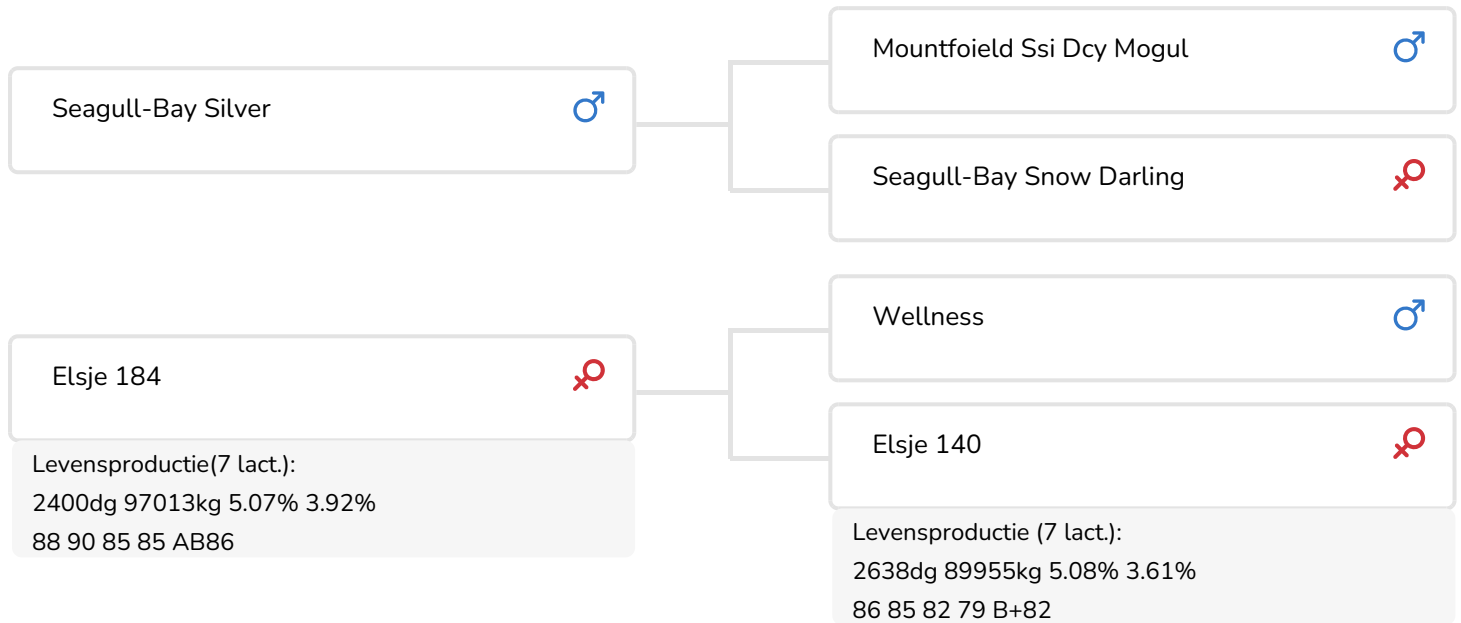 Mountfoield Ssi Dcy Mogul
Seagull-Bay Silver
Seagull-Bay Snow Darling
Wellness
Elsje 184
Elsje 140
Levensproductie(7 lact.):
2400dg 97013kg 5.07% 3.92%
88 90 85 85 AB86
Levensproductie (7 lact.):
2638dg 89955kg 5.08% 3.61%
86 85 82 79 B+82